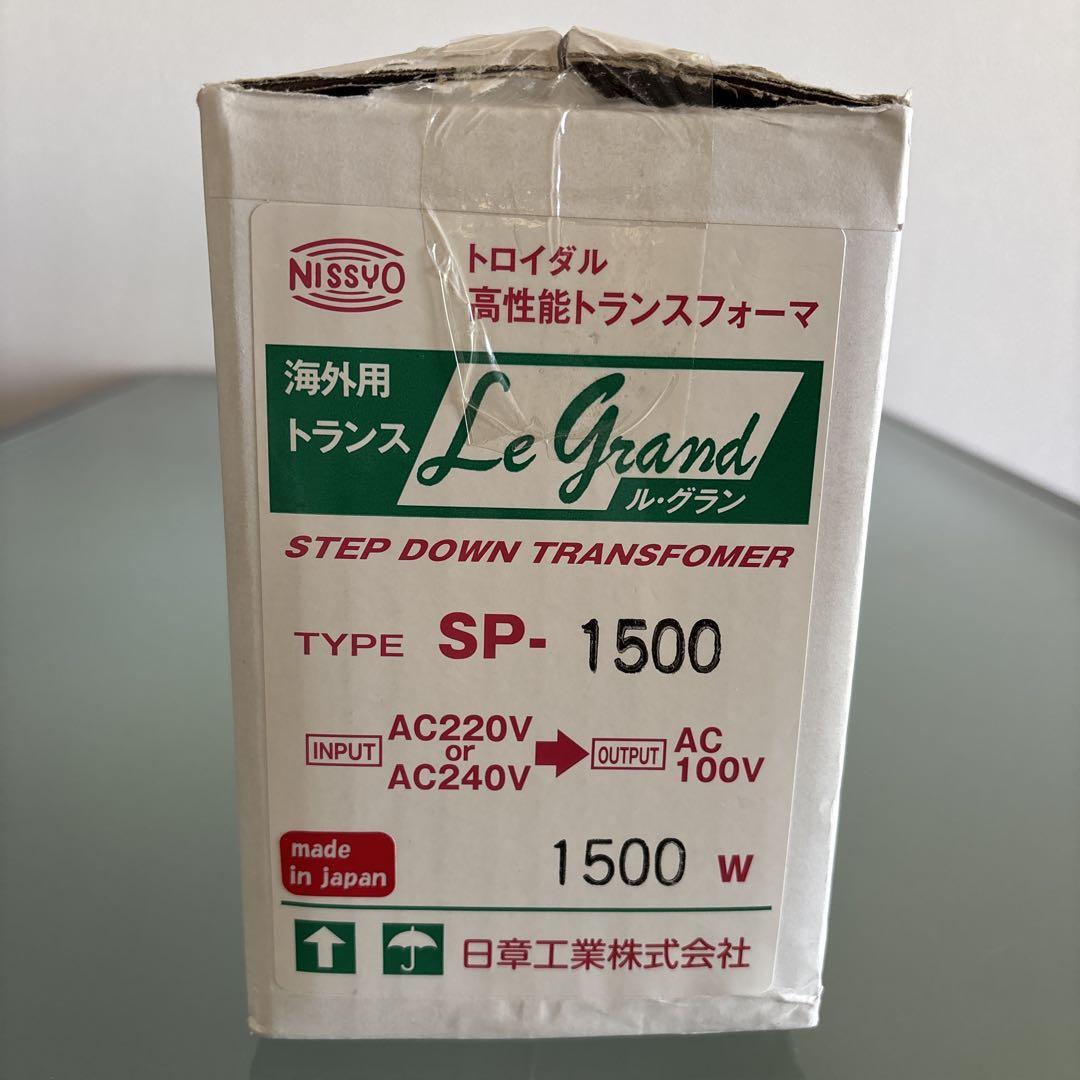 NISSYO
トロイダル
高性能トランスフォーマ
海外用
トランス
Le Grand
ル・グラン
STEP DOWN TRANSFOMER
TYPE SP- 1500
INPUT AC220V or AC240V OUTPUT AC 100V
made in japan
1500 W
日章工業株式会社